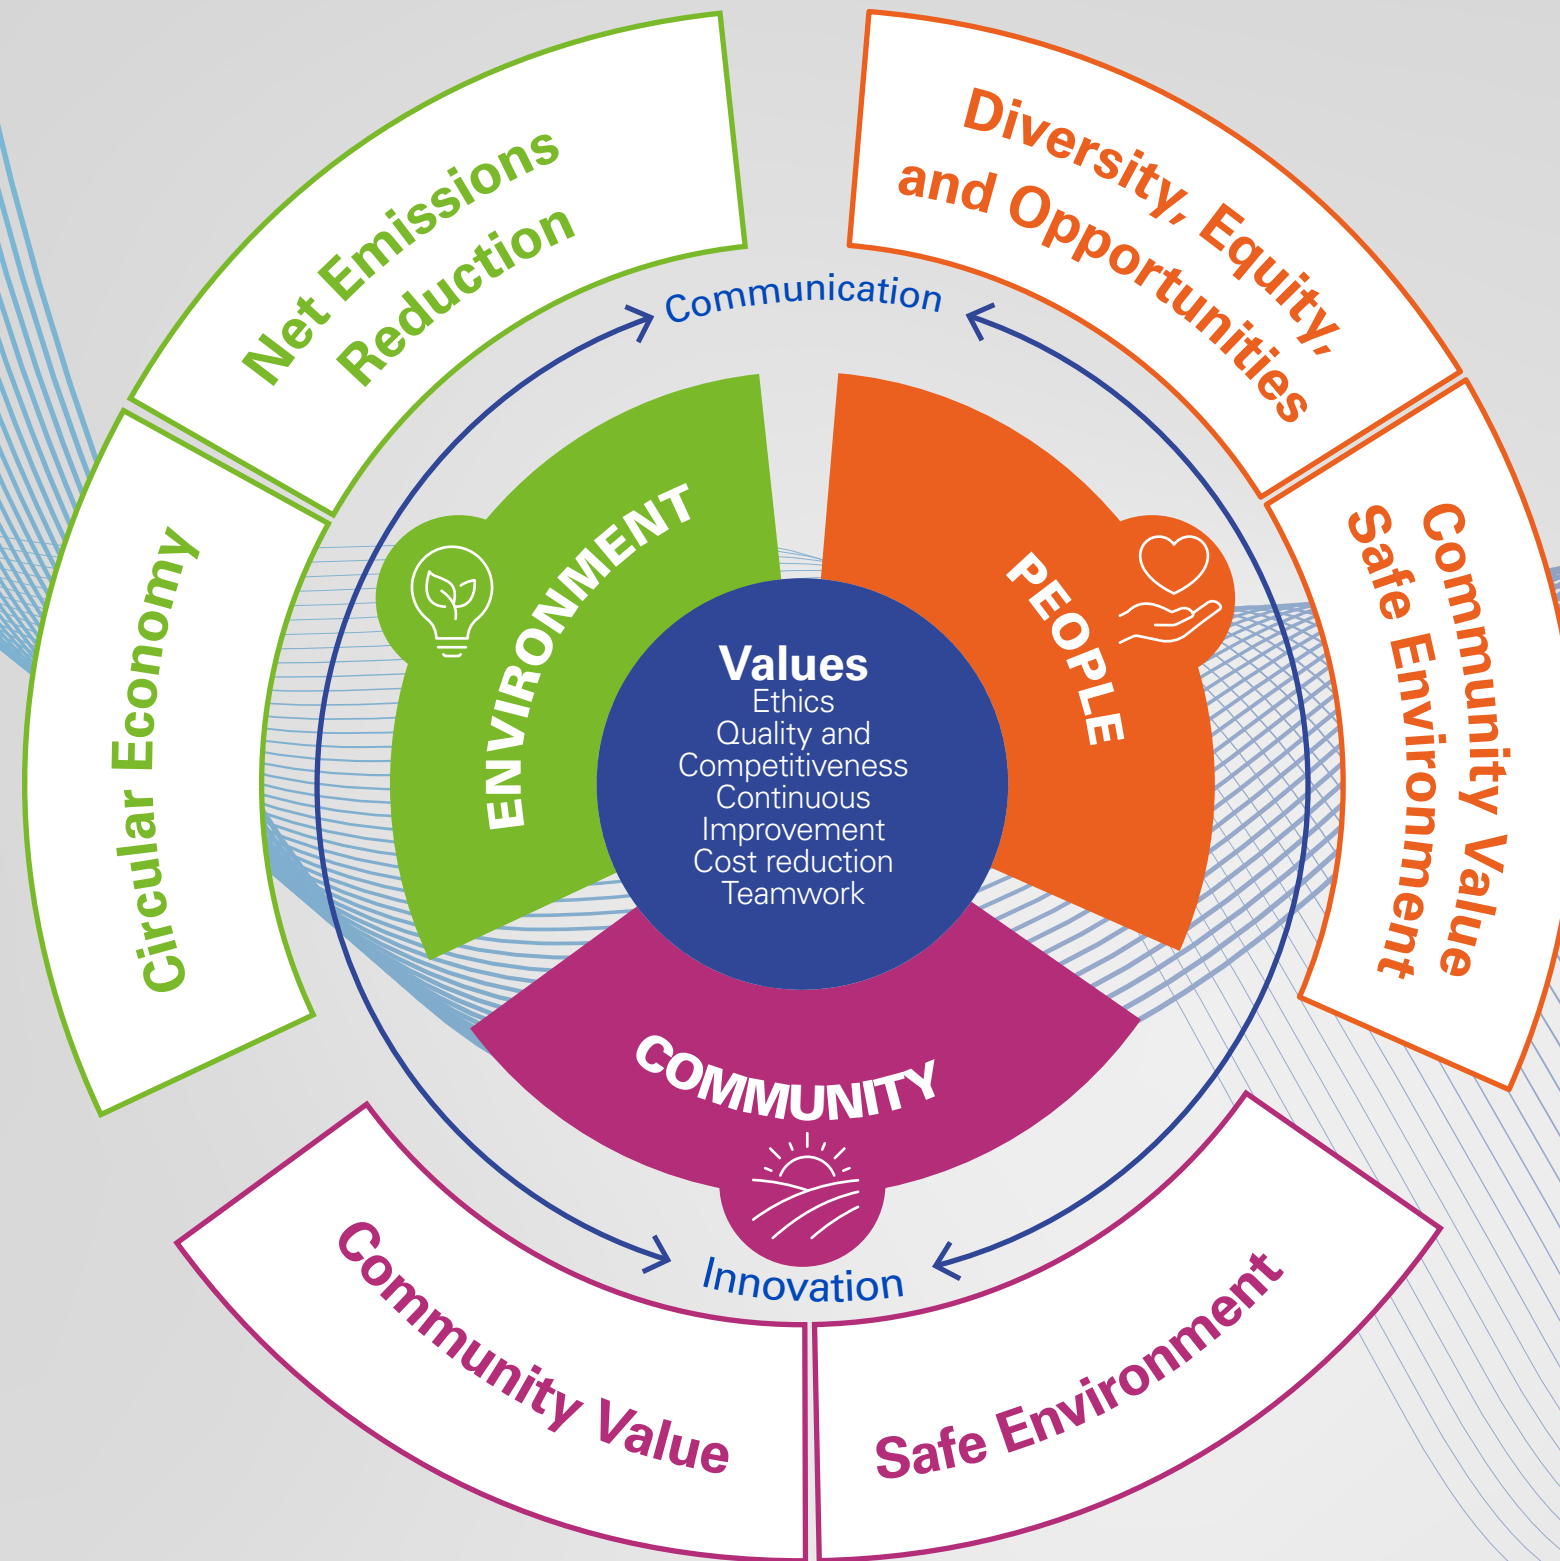 Net Emissions
Reduction
Diversity, Equity,
and Opportunities
Communication
Circular Economy
ENVIRONMENT
PEOPLE
Community Value
Safe Environment
Values
Ethics
Quality and
Competitiveness
Continuous
Improvement
Cost reduction
Teamwork
COMMUNITY
Innovation
Community Value
Safe Environment